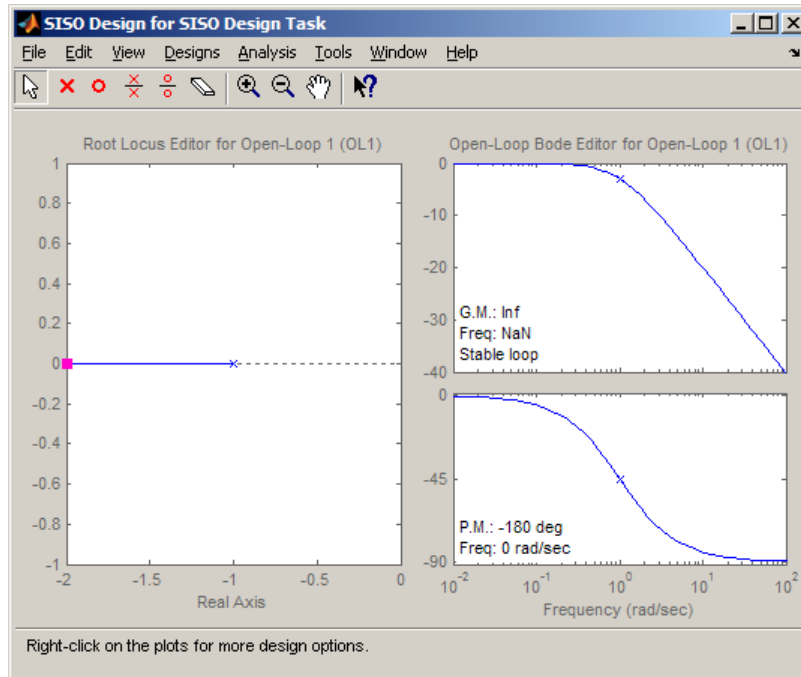 SISO Design for SISO Design Task
File Edit View Designs Analysis Tools Window Help
Root Locus Editor for Open-Loop 1 (OL1)
1
0.8
0.6
0.4
0.2
0
-0.2
-0.4
-0.6
-0.8
-1
-2 -1.5 -1 -0.5 0
Real Axis
Open-Loop Bode Editor for Open-Loop 1 (OL1)
0
-10
-20
-30
-40
G.M.: Inf
Freq: NaN
Stable loop
0
-45
-90
P.M.: -180 deg
Freq: 0 rad/sec
10^-2 10^-1 10^0 10^1 10^2
Frequency (rad/sec)
Right-click on the plots for more design options.